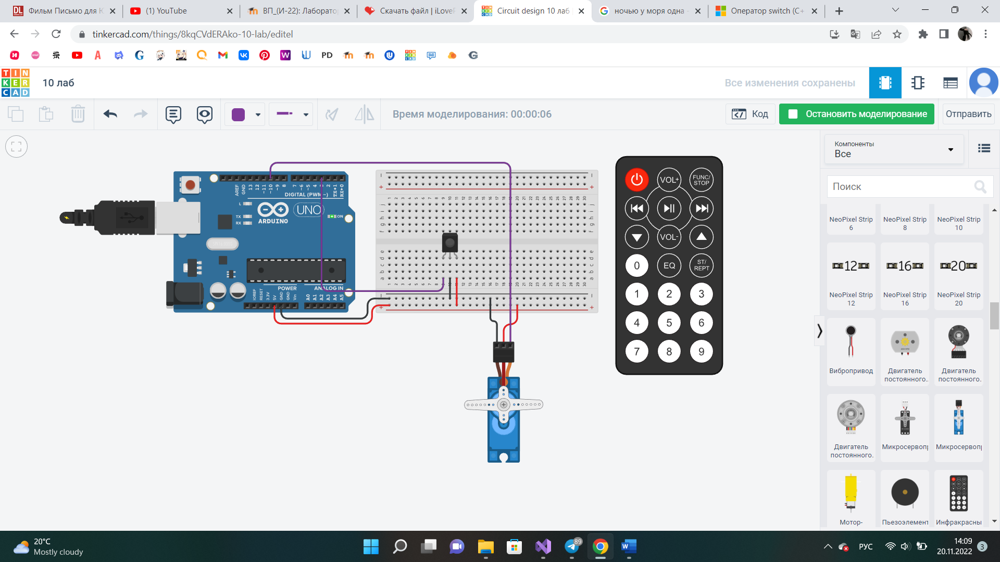 Фильм Письмо для К
(1) YouTube
ВП_(И-22): Лаборато
Скачать файл | iLoveF
Circuit design 10 лаб
ночью у моря одна -
Оператор switch (C+
tinkercad.com/things/8kqCVdERAko-10-lab/editel
PD
TINKERCAD
10 лаб
Все изменения сохранены
Время моделирования: 00:00:06
Код
Остановить моделирование
Отправить
Компоненты
Все
Поиск
AREF
GND
13
12
~11
~10
~9
8
7
~6
~5
4
2
TX→1
RX←0
DIGITAL (PWM~)
L
TX
RX
ARDUINO
UNO
ON
POWER
ANALOG IN
IOREF
RESET
3.3V
5V
GND
GND
Vin
A0
A1
A2
A3
A4
A5
VOL+
FUNC/
STOP
VOL-
0
EQ
ST/
REPT
1
2
3
4
5
6
7
8
9
NeoPixel Strip
6
NeoPixel Strip
8
NeoPixel Strip
10
12
16
20
NeoPixel Strip
12
NeoPixel Strip
16
NeoPixel Strip
20
Вибропривод
Двигатель
постоянного..
Двигатель
постоянного.
Двигатель
постоянного.
Микросервопр
Микросервопр
Мотор-
Пьезоэлемент
Инфракрасны
20°C
Mostly cloudy
89
РУС
14:09
20.11.2022
3